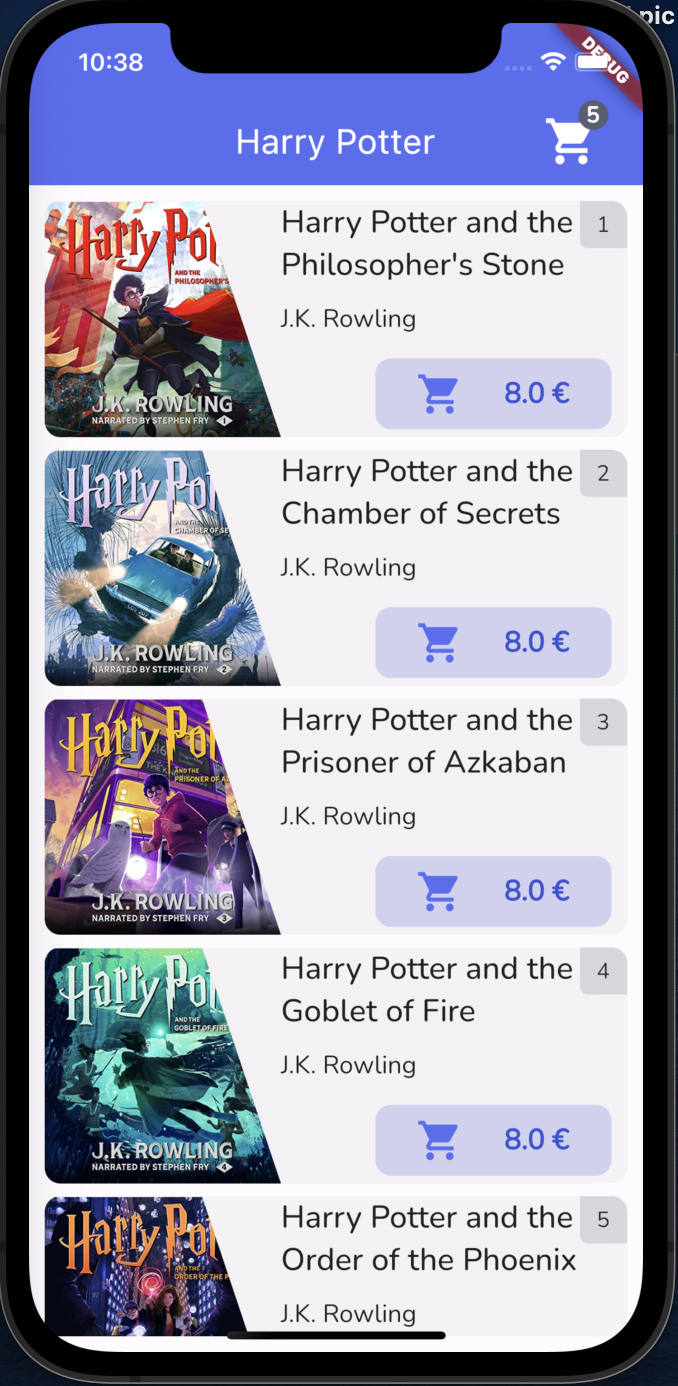 pic
10:38
DEBUG
5
Harry Potter
Harry Pot
AND THE
PHILOSOPHER'S
J.K. ROWLING
NARRATED BY STEPHEN FRY 1
Harry Potter and the
Philosopher's Stone
1
J.K. Rowling
8.0 €
Harry Pot
AND THE
CHAMBER OF SE
J.K. ROWLING
NARRATED BY STEPHEN FRY 2
Harry Potter and the
Chamber of Secrets
2
J.K. Rowling
8.0 €
Harry Pot
AND THE
PRISONER OF A
J.K. ROWLING
NARRATED BY STEPHEN FRY 3
Harry Potter and the
Prisoner of Azkaban
3
J.K. Rowling
8.0 €
Harry Pot
AND THE
GOBLET OF FIRE
J.K. ROWLING
NARRATED BY STEPHEN FRY 4
Harry Potter and the
Goblet of Fire
4
J.K. Rowling
8.0 €
Harry Pot
AND THE
ORDER OF THE P
Harry Potter and the
Order of the Phoenix
5
J.K. Rowling